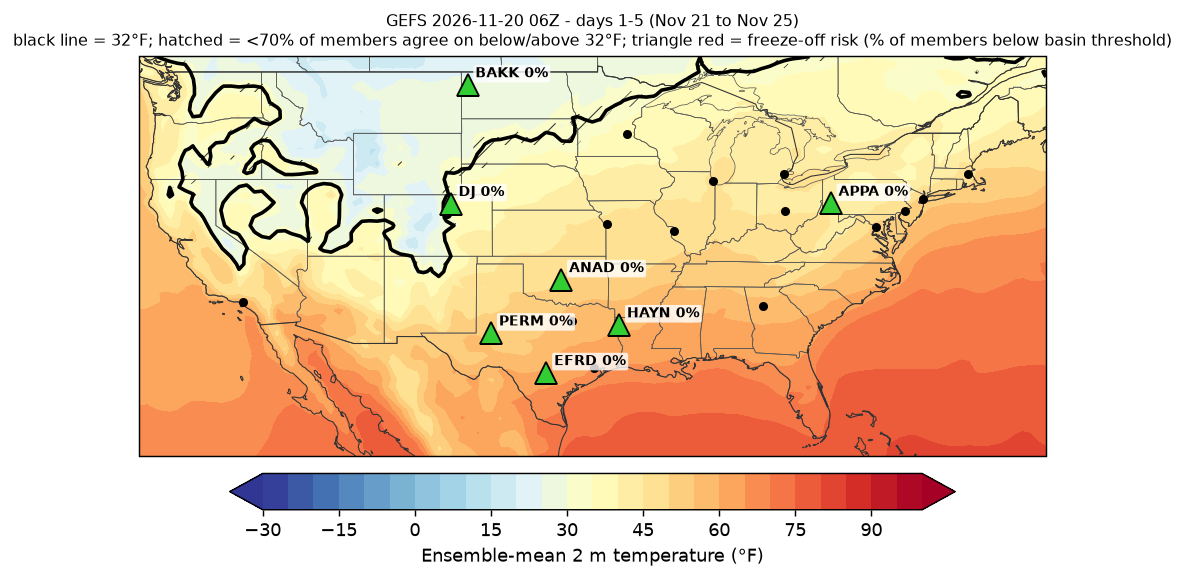 GEFS 2026-11-20 06Z - days 1-5 (Nov 21 to Nov 25)
black line = 32°F; hatched = <70% of members agree on below/above 32°F; triangle red = freeze-off risk (% of members below basin threshold)
BAKK 0%
DJ 0%
APPA 0%
ANAD 0%
HAYN 0%
PERM 0%
EFRD 0%
−30 −15 0 15 30 45 60 75 90
Ensemble-mean 2 m temperature (°F)